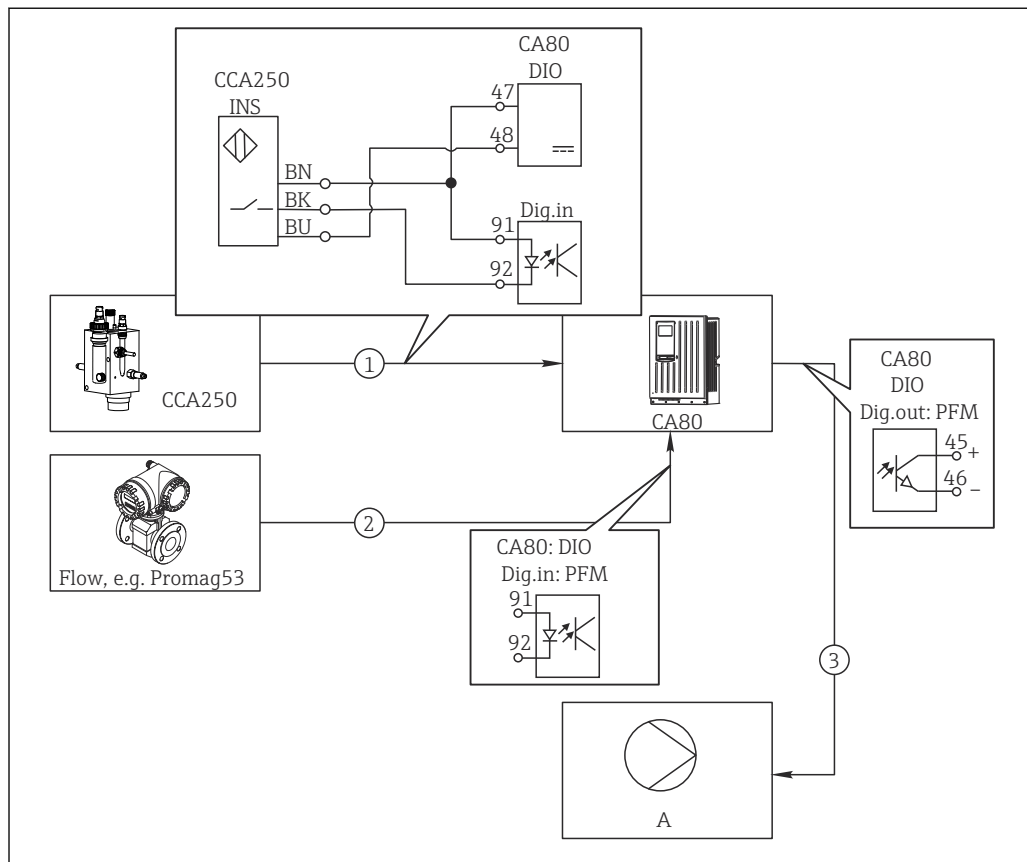 CA80
DIO
CCA250
INS
47
48
BN
BK
BU
Dig.in
91
92
CCA250
1
CA80
CA80
DIO
Dig.out: PFM
45 +
46 –
Flow, e.g. Promag53
2
CA80: DIO
Dig.in: PFM
91
92
3
A